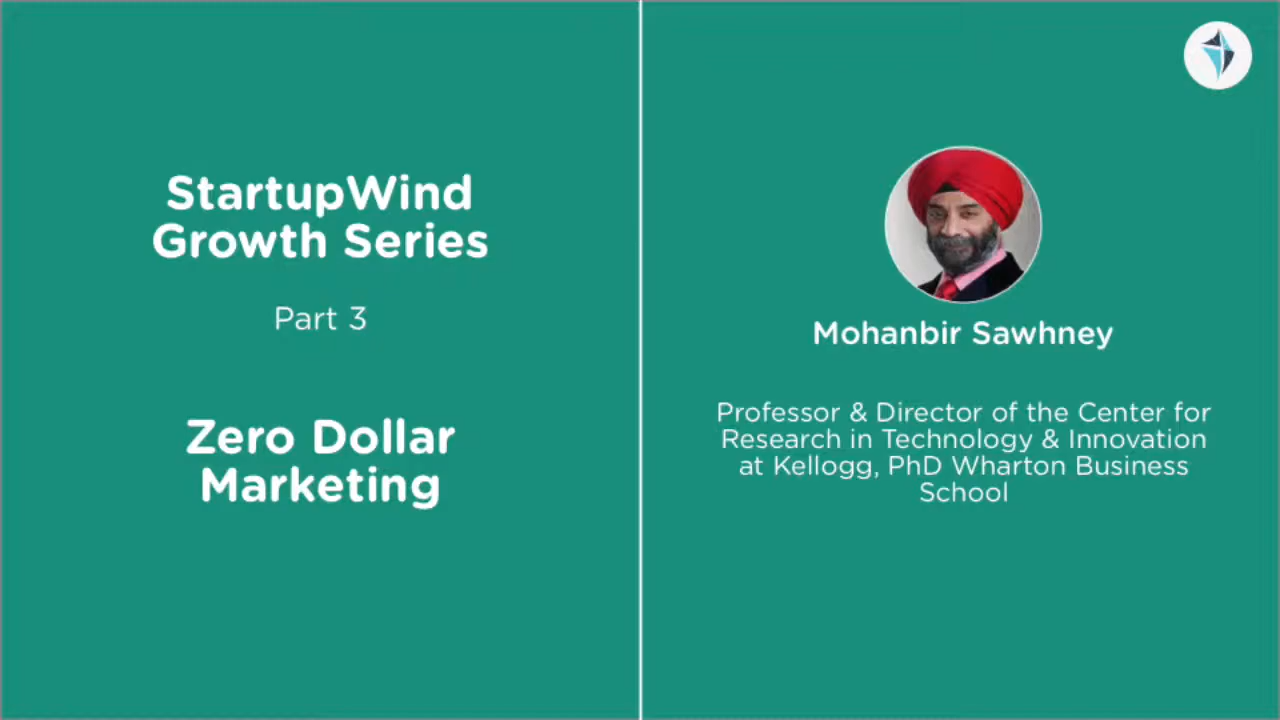 StartupWind
Growth Series
Part 3
Zero Dollar
Marketing
Mohanbir Sawhney
Professor & Director of the Center for
Research in Technology & Innovation
at Kellogg, PhD Wharton Business
School